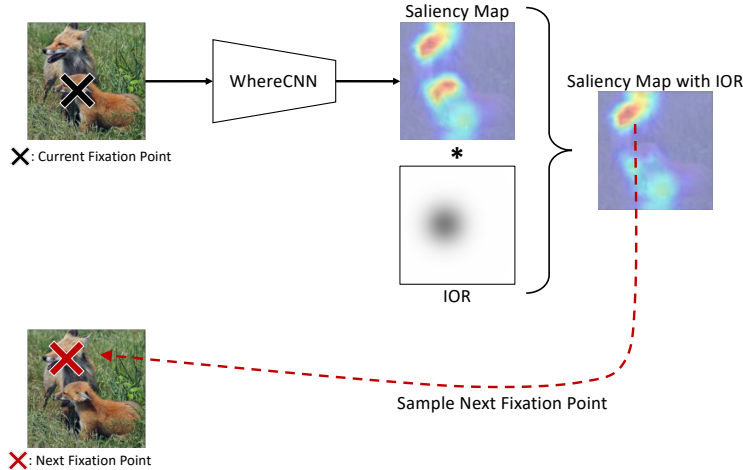 Saliency Map
WhereCNN
Saliency Map with IOR
: Current Fixation Point
*
IOR
Sample Next Fixation Point
: Next Fixation Point